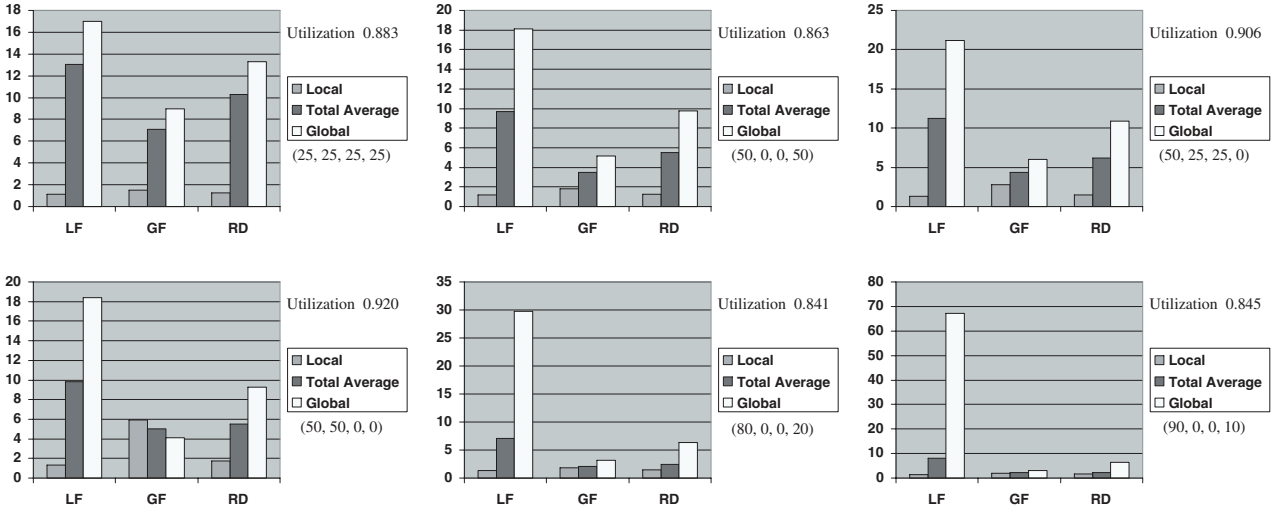 18
16
14
12
10
8
6
4
2
0
LF GF RD
Utilization 0.883
Local
Total Average
Global
(25, 25, 25, 25)
20
18
16
14
12
10
8
6
4
2
0
LF GF RD
Utilization 0.863
Local
Total Average
Global
(50, 0, 0, 50)
25
20
15
10
5
0
LF GF RD
Utilization 0.906
Local
Total Average
Global
(50, 25, 25, 0)
20
18
16
14
12
10
8
6
4
2
0
LF GF RD
Utilization 0.920
Local
Total Average
Global
(50, 50, 0, 0)
35
30
25
20
15
10
5
0
LF GF RD
Utilization 0.841
Local
Total Average
Global
(80, 0, 0, 20)
80
70
60
50
40
30
20
10
0
LF GF RD
Utilization 0.845
Local
Total Average
Global
(90, 0, 0, 10)